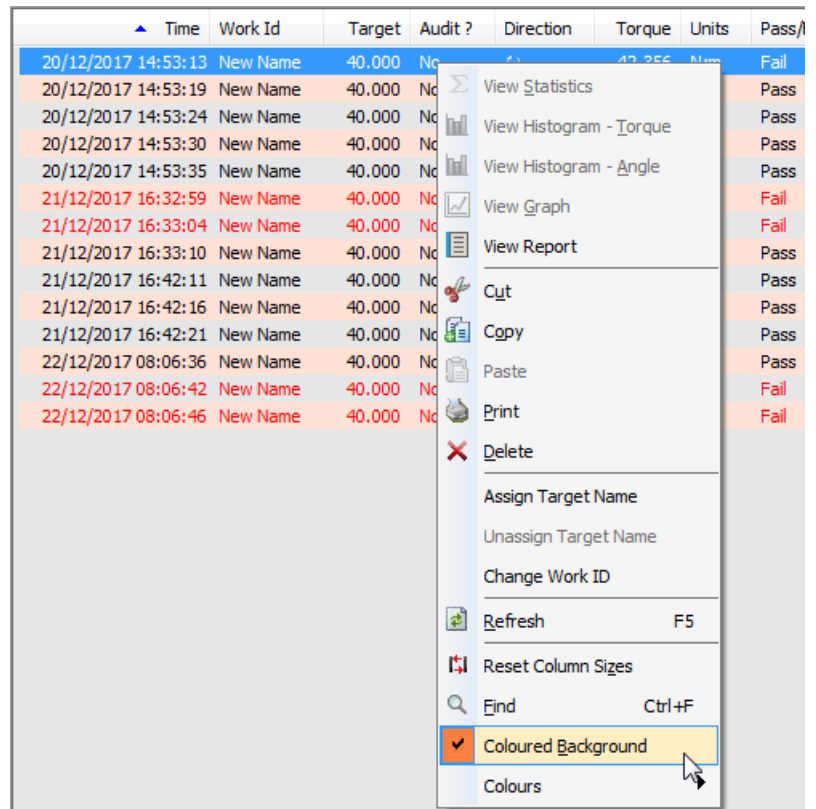 Time Work Id Target Audit ? Direction Torque Units
20/12/2017 14:53:13 New Name 40.000 Fail
20/12/2017 14:53:19 New Name 40.000 Pass
20/12/2017 14:53:24 New Name 40.000 Pass
20/12/2017 14:53:30 New Name 40.000 Pass
20/12/2017 14:53:35 New Name 40.000 Pass
21/12/2017 16:32:59 New Name 40.000 Fail
21/12/2017 16:33:04 New Name 40.000 Fail
21/12/2017 16:33:10 New Name 40.000 Pass
21/12/2017 16:42:11 New Name 40.000 Pass
21/12/2017 16:42:16 New Name 40.000 Pass
21/12/2017 16:42:21 New Name 40.000 Pass
22/12/2017 08:06:36 New Name 40.000 Pass
22/12/2017 08:06:42 New Name 40.000 Fail
22/12/2017 08:06:46 New Name 40.000 Fail
View Statistics
View Histogram - Torque
View Histogram - Angle
View Graph
View Report
Cut
Copy
Paste
Print
Delete
Assign Target Name
Unassign Target Name
Change Work ID
Refresh F5
Reset Column Sizes
Find Ctrl+F
Coloured Background
Colours